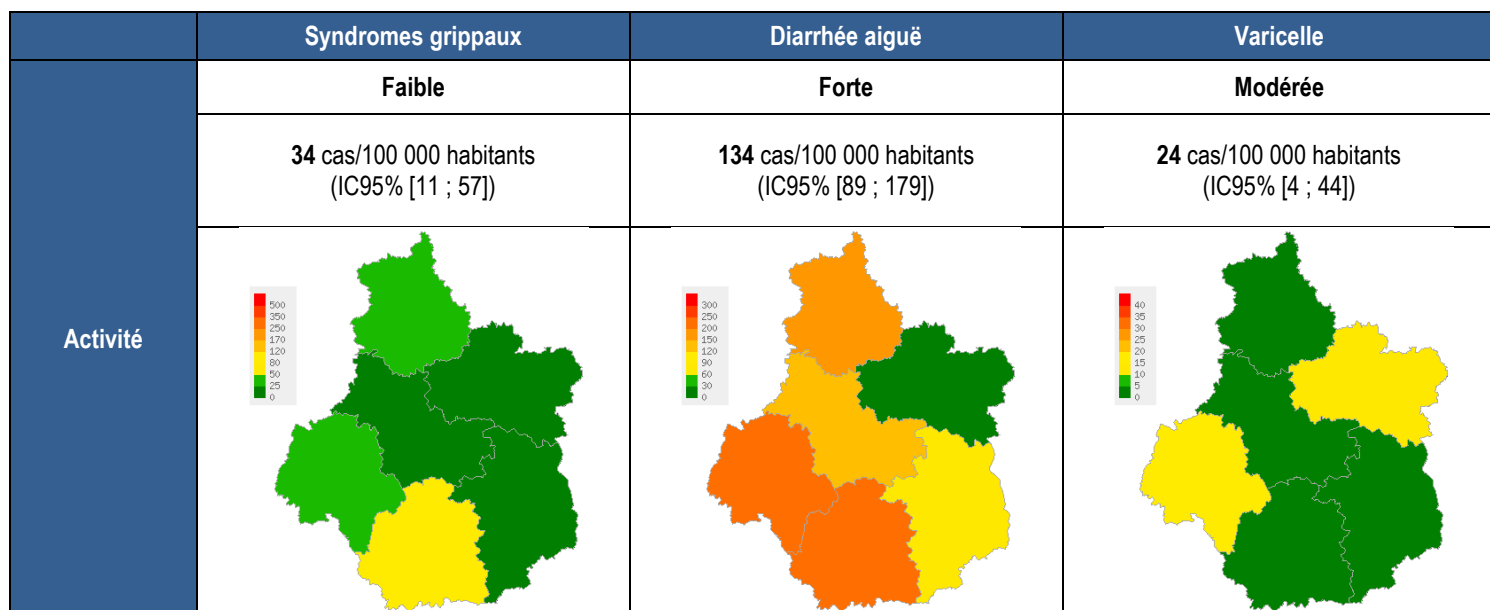 Syndromes grippaux
Diarrhée aiguë
Varicelle
Activité
Faible
Forte
Modérée
34 cas/100 000 habitants
(IC95% [11 ; 57])
134 cas/100 000 habitants
(IC95% [89 ; 179])
24 cas/100 000 habitants
(IC95% [4 ; 44])
500
350
250
170
120
80
50
25
0
300
250
200
150
120
90
60
30
0
40
35
30
25
20
15
10
5
0